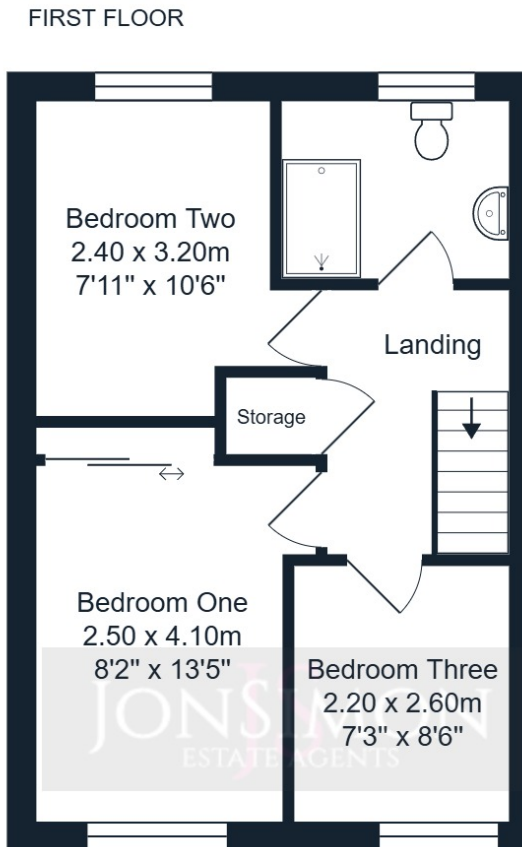 FIRST FLOOR
Bedroom Two
2.40 x 3.20m
7'11" x 10'6"
Landing
Storage
Bedroom One
2.50 x 4.10m
8'2" x 13'5"
Bedroom Three
2.20 x 2.60m
7'3" x 8'6"
JS
JONSIMON
ESTATE AGENTS